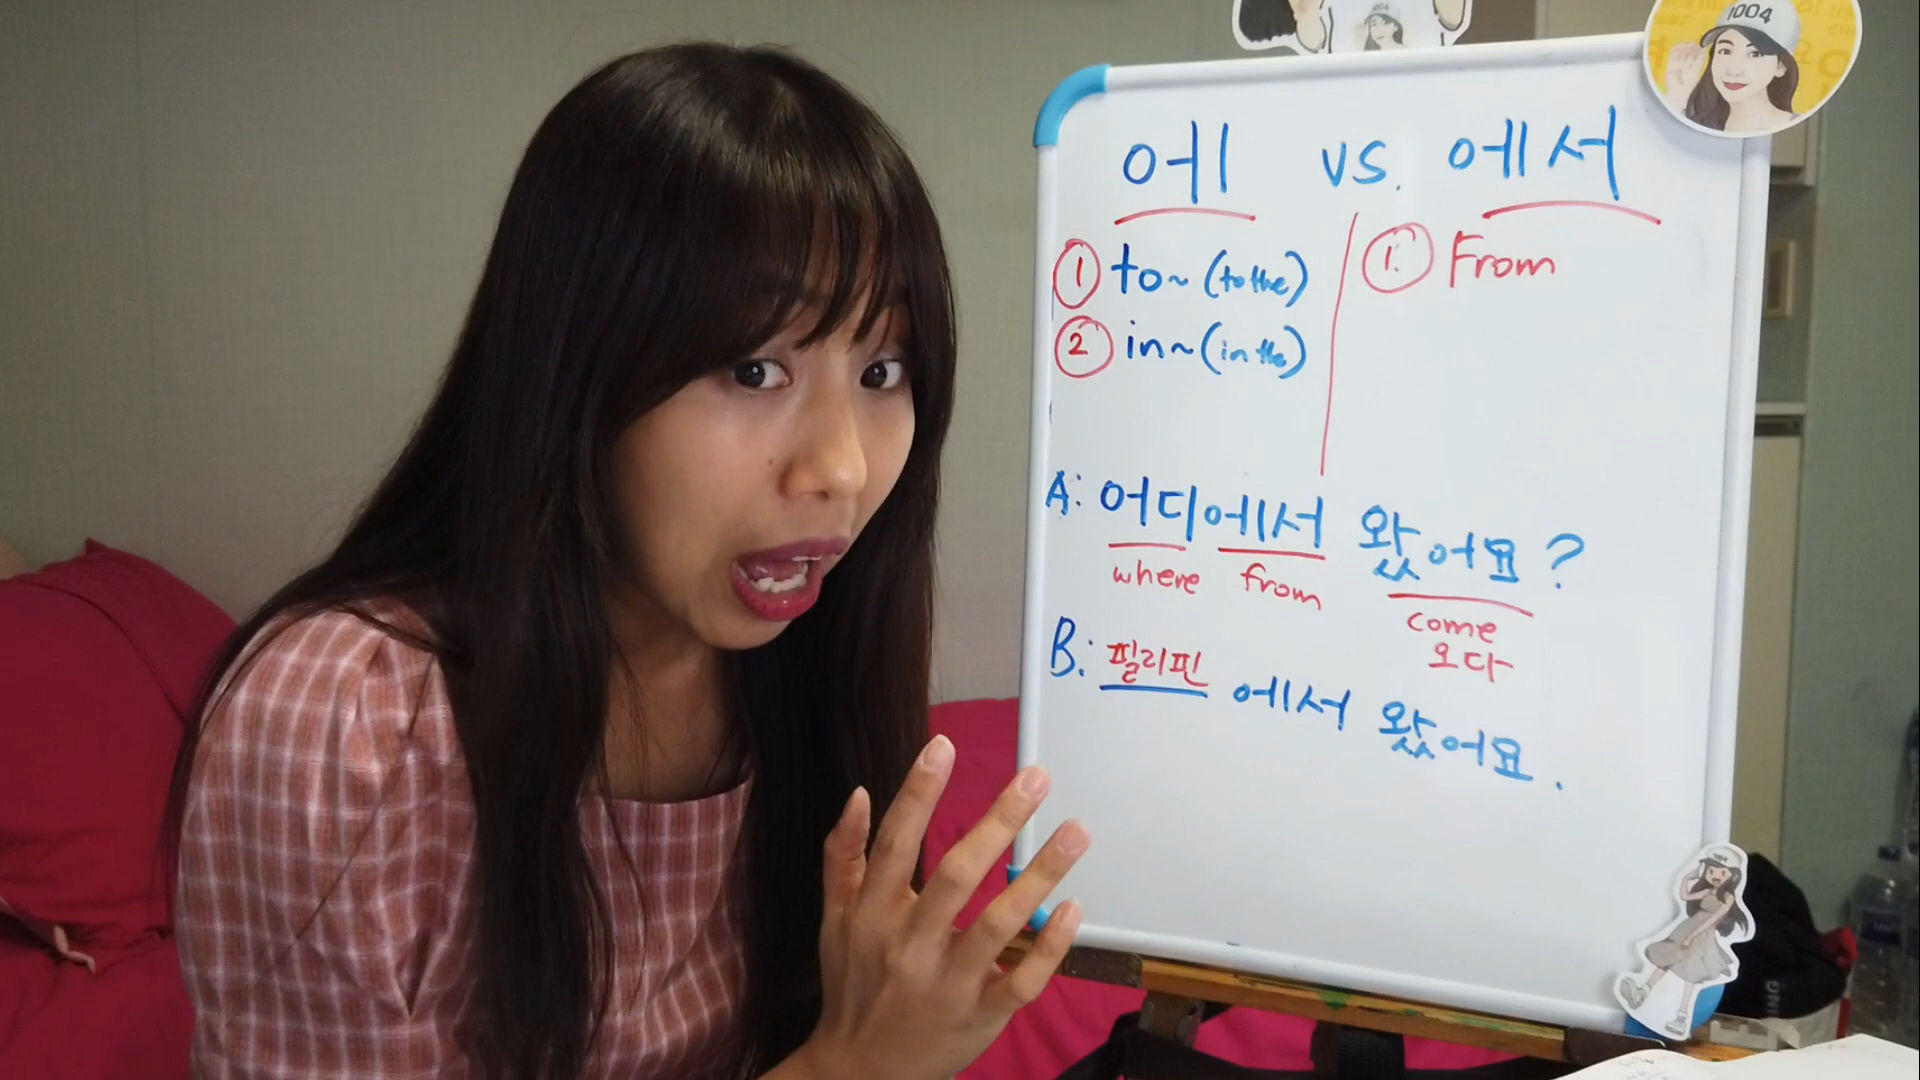 1004
에 vs. 에서
① to~ (to the)
② in~ (in the)
①. From
A: 어디에서 왔어요?
where from come
오다
B: 필리핀 에서 왔어요.